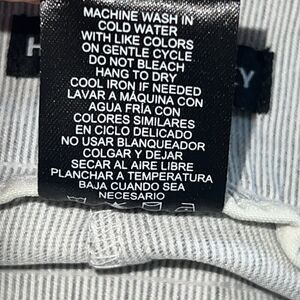 MACHINE WASH IN
COLD WATER
WITH LIKE COLORS
ON GENTLE CYCLE
DO NOT BLEACH
HANG TO DRY
COOL IRON IF NEEDED
LAVAR A MAQUINA CON
AGUA FRÍA CON
COLORES SIMILARES
EN CICLO DELICADO
NO USAR BLANQUEADOR
COLGAR Y DEJAR
SECAR AL AIRE LIBRE
PLANCHAR A TEMPERATURA
BAJA CUANDO SEA
NECESARIO